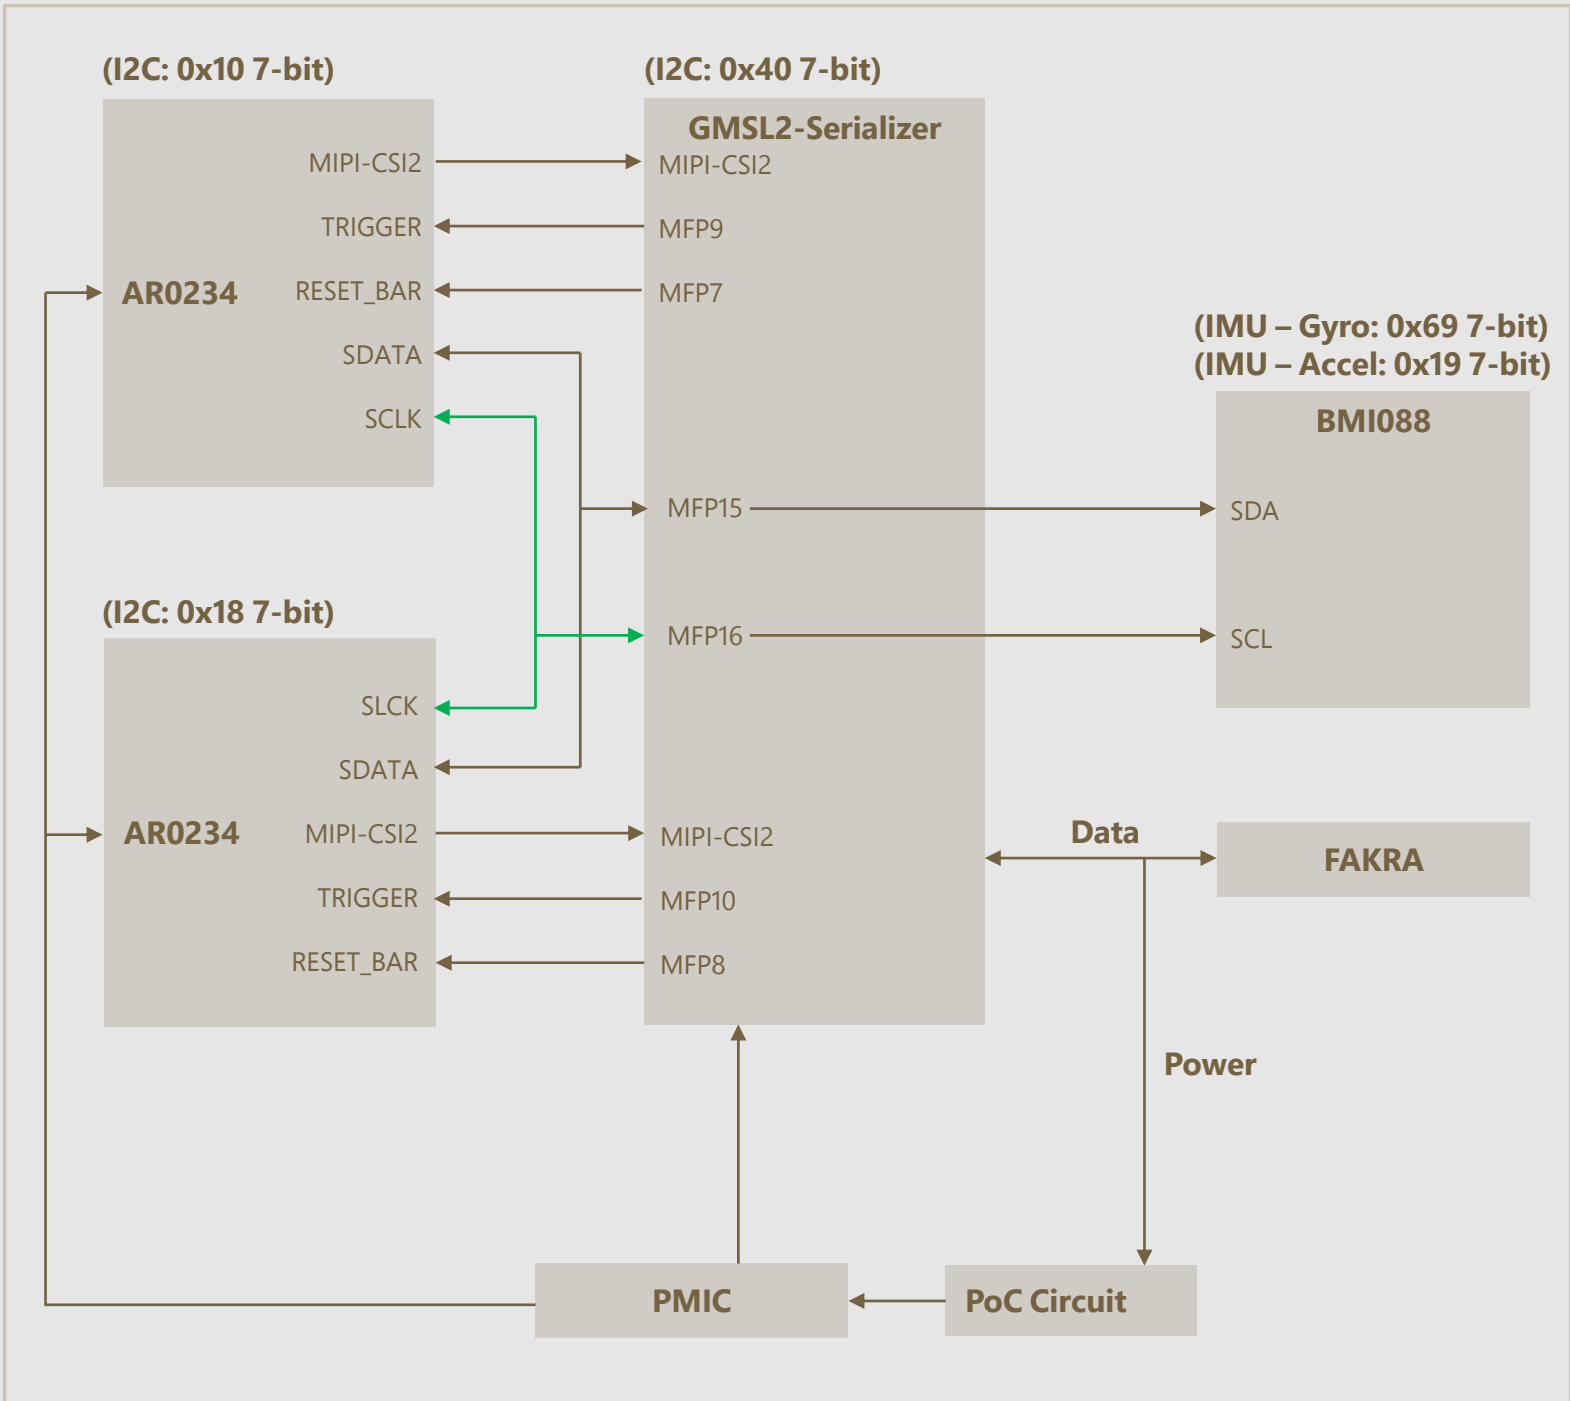 (I2C: 0x10 7-bit)
MIPI-CSI2
TRIGGER
AR0234
RESET_BAR
SDATA
SCLK
(I2C: 0x18 7-bit)
SLCK
SDATA
AR0234
MIPI-CSI2
TRIGGER
RESET_BAR
(I2C: 0x40 7-bit)
GMSL2-Serializer
MIPI-CSI2
MFP9
MFP7
MFP15
MFP16
MIPI-CSI2
MFP10
MFP8
(IMU – Gyro: 0x69 7-bit)
(IMU – Accel: 0x19 7-bit)
BMI088
SDA
SCL
Data
FAKRA
Power
PMIC
PoC Circuit